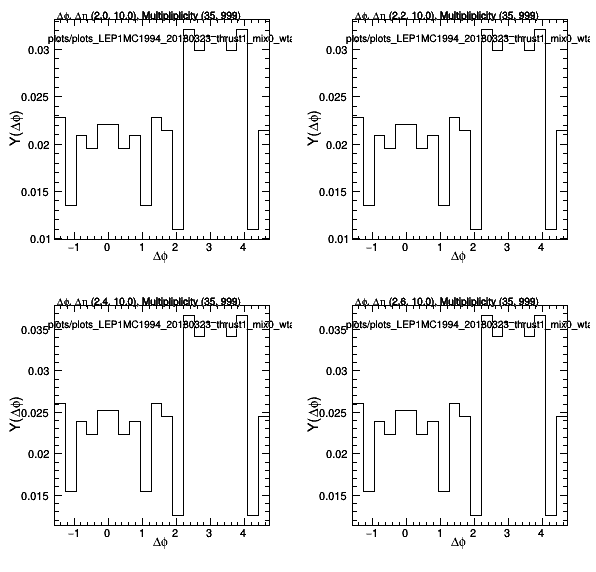 Δϕ, Δη (2.0, 10.0), Multipliplicity (35, 999)
plots/plots_LEP1MC1994_20180323_thrust1_mix0_wta
0.03
0.025
0.02
0.015
0.01
Y(Δϕ)
−1 0 1 2 3 4
Δϕ
Δϕ, Δη (2.2, 10.0), Multipliplicity (35, 999)
plots/plots_LEP1MC1994_20180323_thrust1_mix0_wta
0.03
0.025
0.02
0.015
0.01
Y(Δϕ)
−1 0 1 2 3 4
Δϕ
Δϕ, Δη (2.4, 10.0), Multipliplicity (35, 999)
plots/plots_LEP1MC1994_20180323_thrust1_mix0_wta
0.035
0.03
0.025
0.02
0.015
Y(Δϕ)
−1 0 1 2 3 4
Δϕ
Δϕ, Δη (2.6, 10.0), Multipliplicity (35, 999)
plots/plots_LEP1MC1994_20180323_thrust1_mix0_wta
0.035
0.03
0.025
0.02
0.015
Y(Δϕ)
−1 0 1 2 3 4
Δϕ